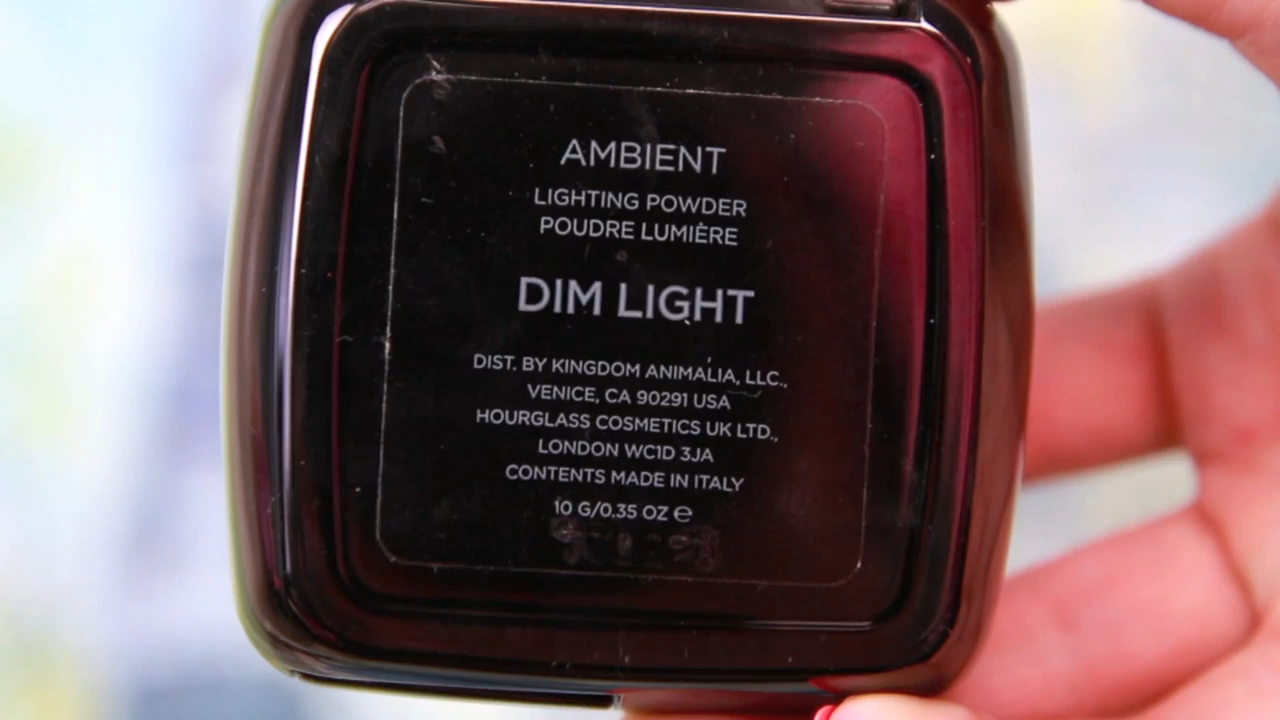 AMBIENT
LIGHTING POWDER
POUDRE LUMIÈRE
DIM LIGHT
DIST. BY KINGDOM ANIMALIA, LLC.,
VENICE, CA 90291 USA
HOURGLASS COSMETICS UK LTD.,
LONDON WC1D 3JA
CONTENTS MADE IN ITALY
10 G/0.35 OZ ℮